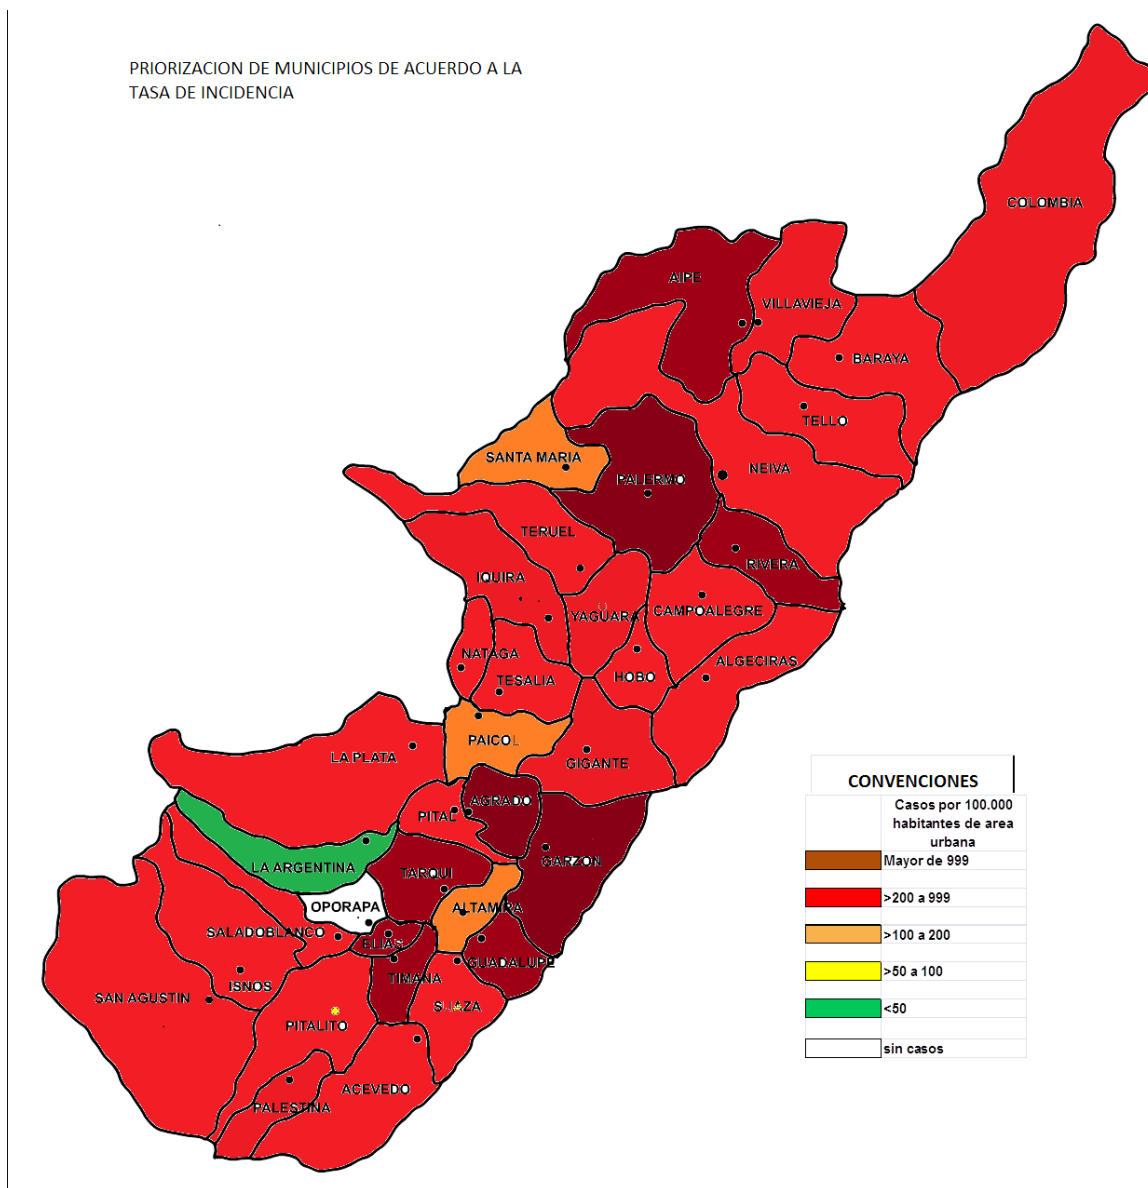 PRIORIZACION DE MUNICIPIOS DE ACUERDO A LA
TASA DE INCIDENCIA
COLOMBIA
AIPE
VILLAVIEJA
BARAYA
TELLO
SANTA MARIA
NEIVA
PALERMO
TERUEL
RIVERA
IQUIRA
YAGUARA
CAMPOALEGRE
NATAGA
ALGECIRAS
TESALIA
HOBO
PAICOL
LA PLATA
GIGANTE
AGRADO
PITAL
GARZON
LA ARGENTINA
TARQUI
OPORAPA
ALTAMIRA
SALADOBLANCO
ELIAS
GUADALUPE
TIMANA
ISNOS
SAN AGUSTIN
SUAZA
PITALITO
ACEVEDO
PALESTINA
CONVENCIONES
Casos por 100.000
habitantes de area
urbana
Mayor de 999
>200 a 999
>100 a 200
>50 a 100
<50
sin casos